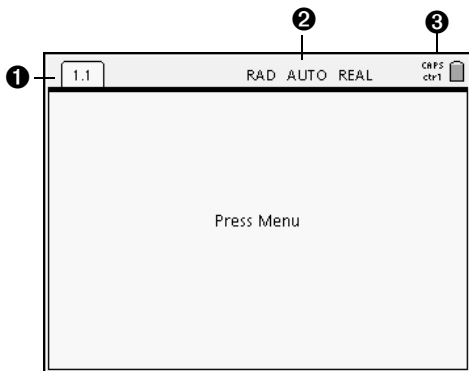 ❷ ❸
❶ 1.1 RAD AUTO REAL CAPS
ctrl
Press Menu